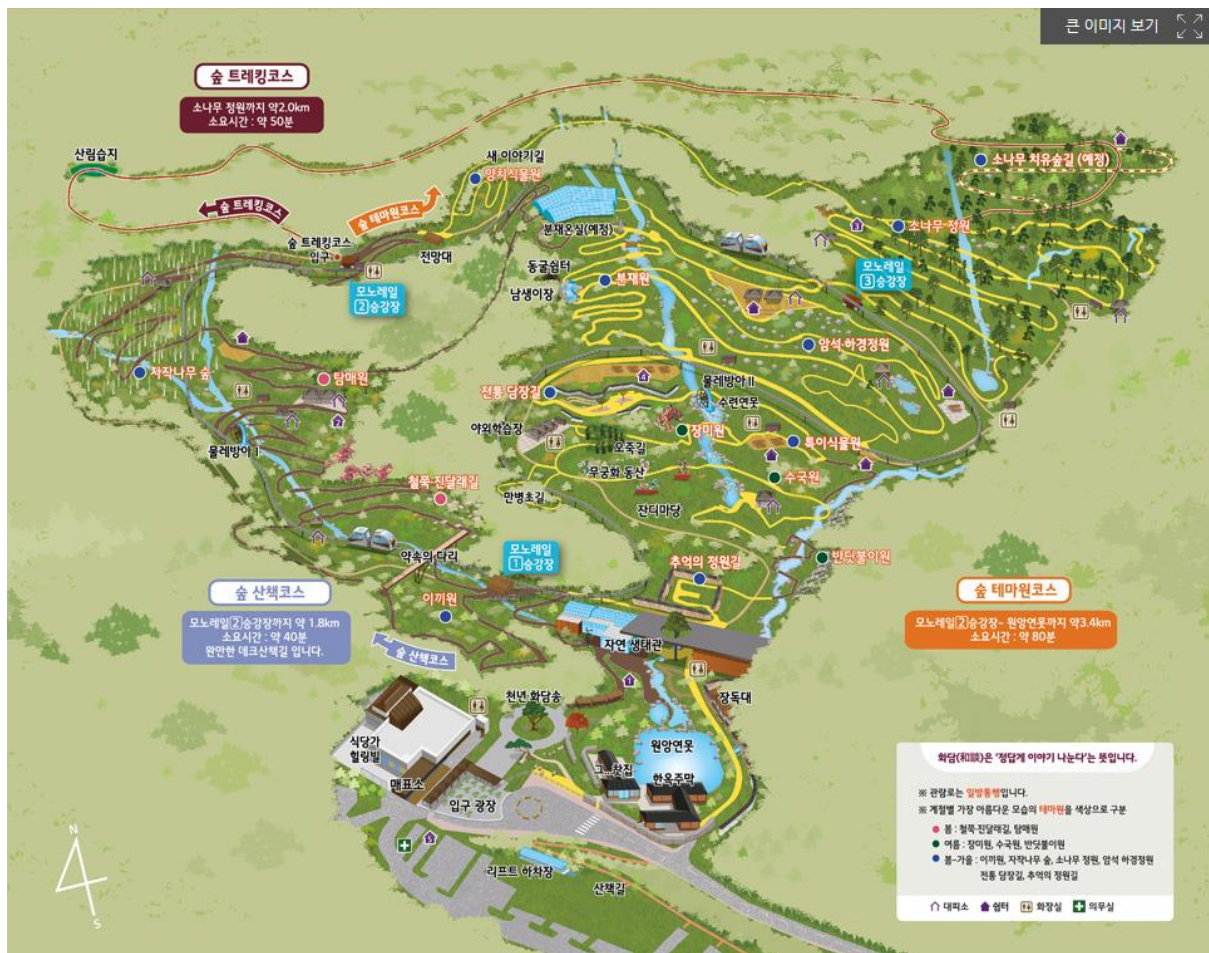 큰 이미지 보기
숲 트레킹코스
소나무 정원까지 약2.0km
소요시간 : 약 50분
산림습지
새 이야기길
양치식물원
소나무 치유숲길 (예정)
숲 트레킹코스
숲 테마원코스
숲 트레킹코스
입구
전망대
분재온실(예정)
3
소나무 정원
동굴쉼터
남생이장
분재원
모노레일
2승강장
모노레일
3승강장
암석·하경정원
자작나무 숲
탐매원
전통 담장길
4
물레방아 II
수련연못
2
물레방아 I
야외학습장
오죽길
장미원
특이식물원
무궁화 동산
수국원
철쭉·진달래길
만병초길
잔디마당
약속의 다리
모노레일
1승강장
추억의 정원길
반딧불이원
숲 산책코스
모노레일2승강장까지 약 1.8km
소요시간 : 약 40분
완만한 데크산책길 입니다.
이끼원
숲 테마원코스
모노레일2승강장~ 원앙연못까지 약3.4km
소요시간 : 약 80분
숲 산책코스
자연 생태관
1
장독대
천년 화담송
식당가
힐링빌
매표소
입구 광장
원앙연못
그...찻집
한옥주막
5
리프트 하차장
산책길
N
S
화담(和談)은 '정답게 이야기 나눈다'는 뜻입니다.
※ 관람로는 일방통행입니다.
※ 계절별 가장 아름다운 모습의 테마원을 색상으로 구분
봄 : 철쭉·진달래길, 탐매원
여름 : 장미원, 수국원, 반딧불이원
봄~가을 : 이끼원, 자작나무 숲, 소나무 정원, 암석 하경정원
전통 담장길, 추억의 정원길
대피소 쉼터 화장실 의무실